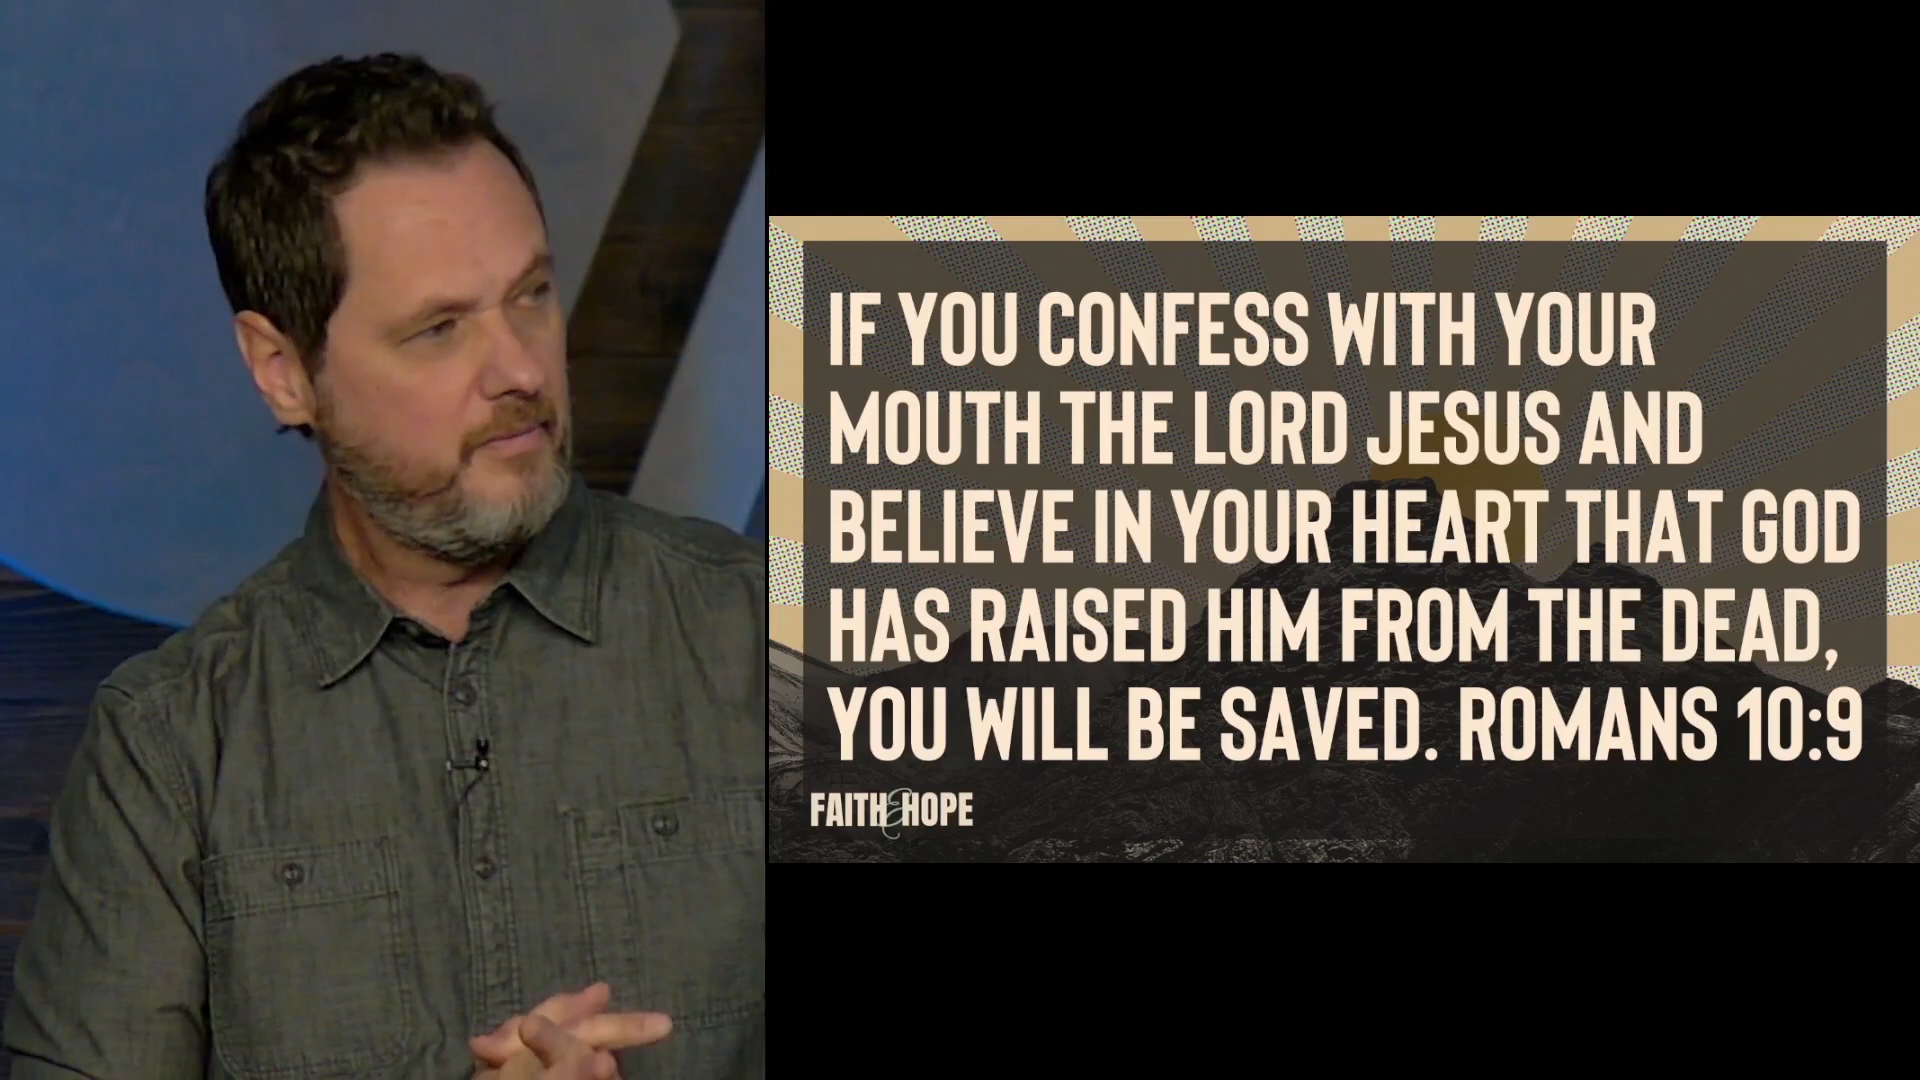 IF YOU CONFESS WITH YOUR
MOUTH THE LORD JESUS AND
BELIEVE IN YOUR HEART THAT GOD
HAS RAISED HIM FROM THE DEAD,
YOU WILL BE SAVED. ROMANS 10:9
FAITH & HOPE